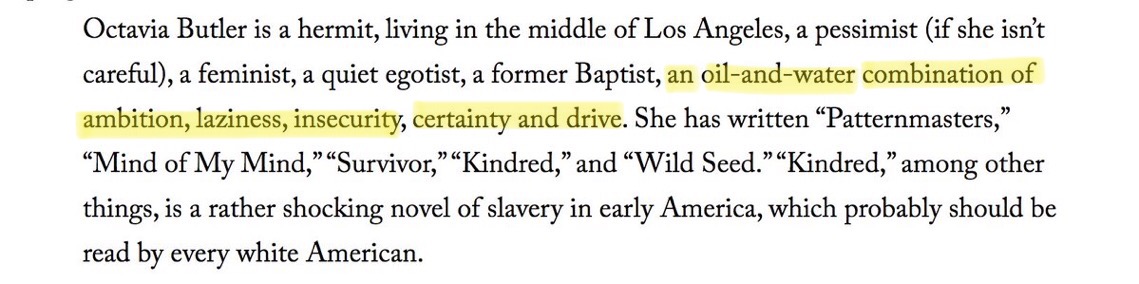 Octavia Butler is a hermit, living in the middle of Los Angeles, a pessimist (if she isn’t
careful), a feminist, a quiet egotist, a former Baptist, an oil-and-water combination of
ambition, laziness, insecurity, certainty and drive. She has written “Patternmasters,”
“Mind of My Mind,” “Survivor,” “Kindred,” and “Wild Seed.” “Kindred,” among other
things, is a rather shocking novel of slavery in early America, which probably should be
read by every white American.